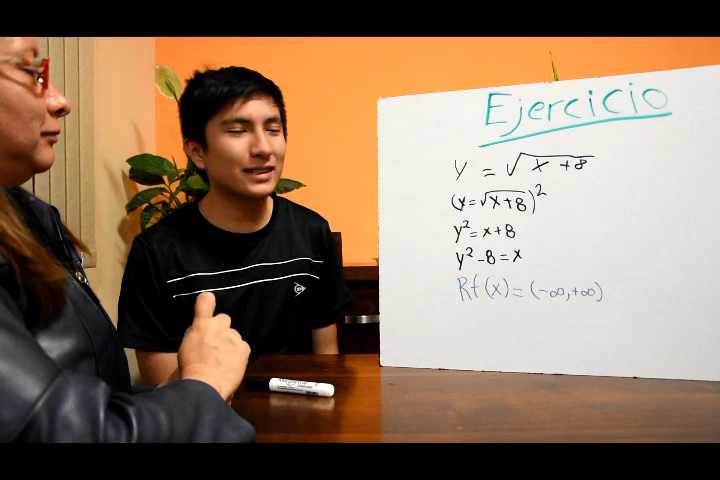 Ejercicio
y = √x+8
(y=√x+8)²
y²=x+8
y²-8=x
Rf(x)=(-∞,+∞)